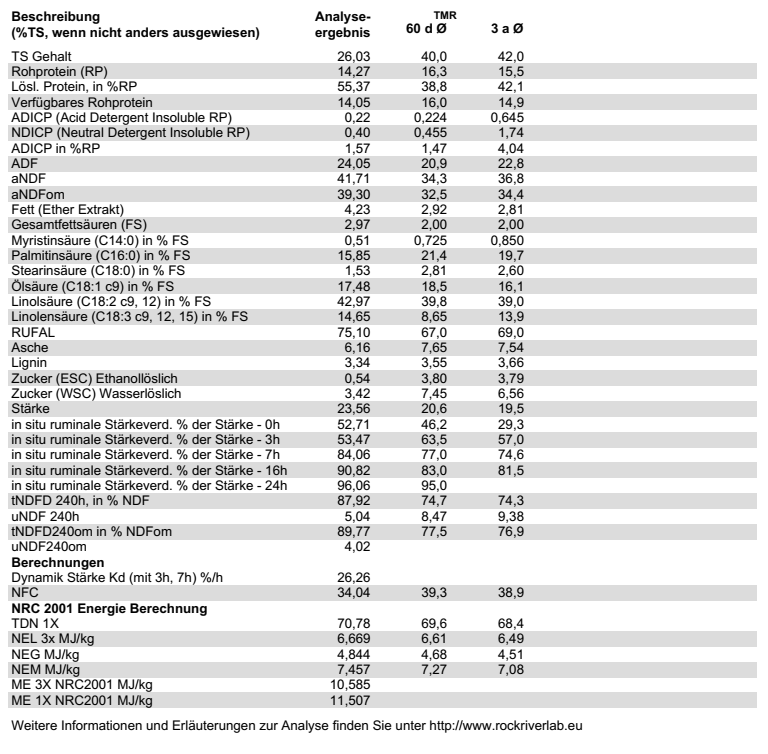 Beschreibung Analyse- TMR
(%TS, wenn nicht anders ausgewiesen) ergebnis 60 d Ø 3 a Ø
TS Gehalt 26,03 40,0 42,0
Rohprotein (RP) 14,27 16,3 15,5
Lösl. Protein, in %RP 55,37 38,8 42,1
Verfügbares Rohprotein 14,05 16,0 14,9
ADICP (Acid Detergent Insoluble RP) 0,22 0,224 0,645
NDICP (Neutral Detergent Insoluble RP) 0,40 0,455 1,74
ADICP in %RP 1,57 1,47 4,04
ADF 24,05 20,9 22,8
aNDF 41,71 34,3 36,8
aNDFom 39,30 32,5 34,4
Fett (Ether Extrakt) 4,23 2,92 2,81
Gesamtfettsäuren (FS) 2,97 2,00 2,00
Myristinsäure (C14:0) in % FS 0,51 0,725 0,850
Palmitinsäure (C16:0) in % FS 15,85 21,4 19,7
Stearinsäure (C18:0) in % FS 1,53 2,81 2,60
Ölsäure (C18:1 c9) in % FS 17,48 18,5 16,1
Linolsäure (C18:2 c9, 12) in % FS 42,97 39,8 39,0
Linolensäure (C18:3 c9, 12, 15) in % FS 14,65 8,65 13,9
RUFAL 75,10 67,0 69,0
Asche 6,16 7,65 7,54
Lignin 3,34 3,55 3,66
Zucker (ESC) Ethanollöslich 0,54 3,80 3,79
Zucker (WSC) Wasserlöslich 3,42 7,45 6,56
Stärke 23,56 20,6 19,5
in situ ruminale Stärkeverd. % der Stärke - 0h 52,71 46,2 29,3
in situ ruminale Stärkeverd. % der Stärke - 3h 53,47 63,5 57,0
in situ ruminale Stärkeverd. % der Stärke - 7h 84,06 77,0 74,6
in situ ruminale Stärkeverd. % der Stärke - 16h 90,82 83,0 81,5
in situ ruminale Stärkeverd. % der Stärke - 24h 96,06 95,0
tNDFD 240h, in % NDF 87,92 74,7 74,3
uNDF 240h 5,04 8,47 9,38
tNDFD240om in % NDFom 89,77 77,5 76,9
uNDF240om 4,02
Berechnungen
Dynamik Stärke Kd (mit 3h, 7h) %/h 26,26
NFC 34,04 39,3 38,9
NRC 2001 Energie Berechnung
TDN 1X 70,78 69,6 68,4
NEL 3x MJ/kg 6,669 6,61 6,49
NEG MJ/kg 4,844 4,68 4,51
NEM MJ/kg 7,457 7,27 7,08
ME 3X NRC2001 MJ/kg 10,585
ME 1X NRC2001 MJ/kg 11,507
Weitere Informationen und Erläuterungen zur Analyse finden Sie unter http://www.rockriverlab.eu